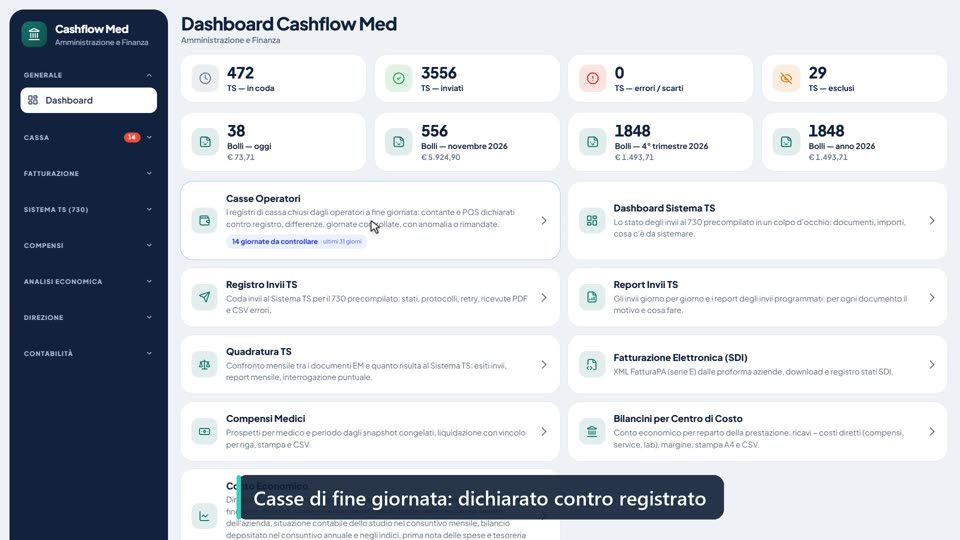 Cashflow Med
Amministrazione e Finanza
GENERALE
Dashboard
CASSA
14
FATTURAZIONE
SISTEMA TS (730)
COMPENSI
ANALISI ECONOMICA
DIREZIONE
CONTABILITÀ
Dashboard Cashflow Med
Amministrazione e Finanza
472
TS — in coda
3556
TS — inviati
0
TS — errori / scarti
29
TS — esclusi
38
Bolli — oggi
€ 73,71
556
Bolli — novembre 2026
€ 5.924,90
1848
Bolli — 4° trimestre 2026
€ 1.493,71
1848
Bolli — anno 2026
€ 1.493,71
Casse Operatori
I registri di cassa chiusi dagli operatori a fine giornata: contante e POS dichiarati
contro registro, differenze, giornate controllate, con anomalia o rimandate.
14 giornate da controllare · ultimi 31 giorni
Dashboard Sistema TS
Lo stato degli invii al 730 precompilato in un colpo d'occhio: documenti, importi,
cosa c'è da sistemare.
Registro Invii TS
Coda invii al Sistema TS per il 730 precompilato: stati, protocolli, retry, ricevute PDF
e CSV errori.
Report Invii TS
Gli invii giorno per giorno e i report degli invii programmati: per ogni documento il
motivo e cosa fare.
Quadratura TS
Confronto mensile tra i documenti EM e quanto risulta al Sistema TS: esiti invii,
report mensile, interrogazione puntuale.
Fatturazione Elettronica (SDI)
XML FatturaPA (serie E) dalle proforma aziende, download e registro stati SDI.
Compensi Medici
Prospetti per medico e periodo dagli snapshot congelati, liquidazione con vincolo
per riga, stampa e CSV.
Bilancini per Centro di Costo
Conto economico per reparto della prestazione: ricavi − costi diretti (compensi,
service, lab), margine, stampa A4 e CSV.
Conto Economico
Casse di fine giornata: dichiarato contro registrato
dell'azienda, situazione contabile dello studio nel consuntivo mensile, bilancio
depositato nel consuntivo annuale e negli indici, prima nota delle spese e tesoreria